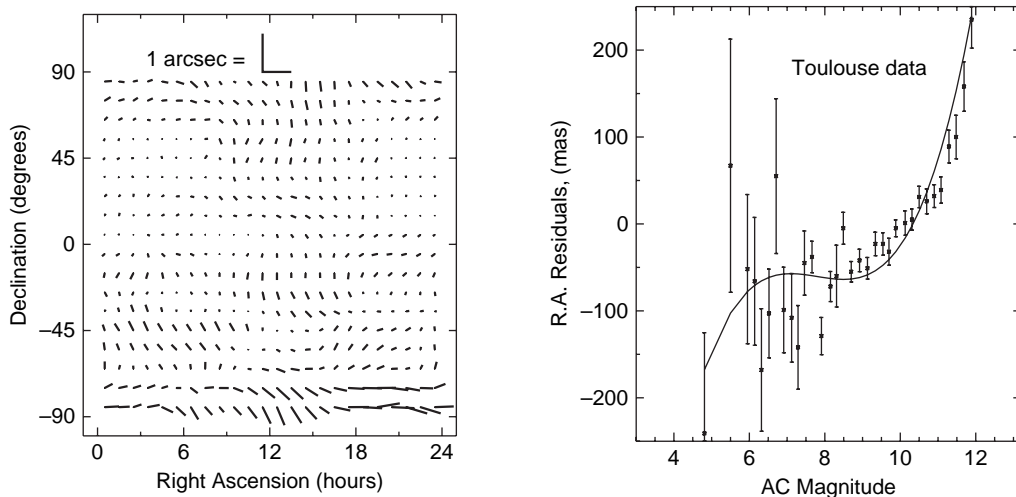 1 arcsec =
90
45
0
−45
−90
Declination (degrees)
0 6 12 18 24
Right Ascension (hours)
Toulouse data
200
100
0
−100
−200
R.A. Residuals, (mas)
4 6 8 10 12
AC Magnitude